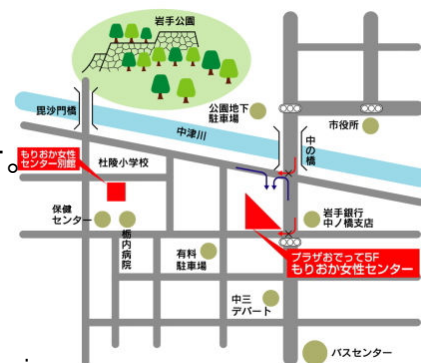 岩手公園
毘沙門橋
公園地下
駐車場
中津川
中の橋
市役所
もりおか女性
センター別館
杜陵小学校
保健
センター
栃内
病院
有料
駐車場
岩手銀行
中ノ橋支店
プラザおでって5F
もりおか女性センター
中三
デパート
バスセンター